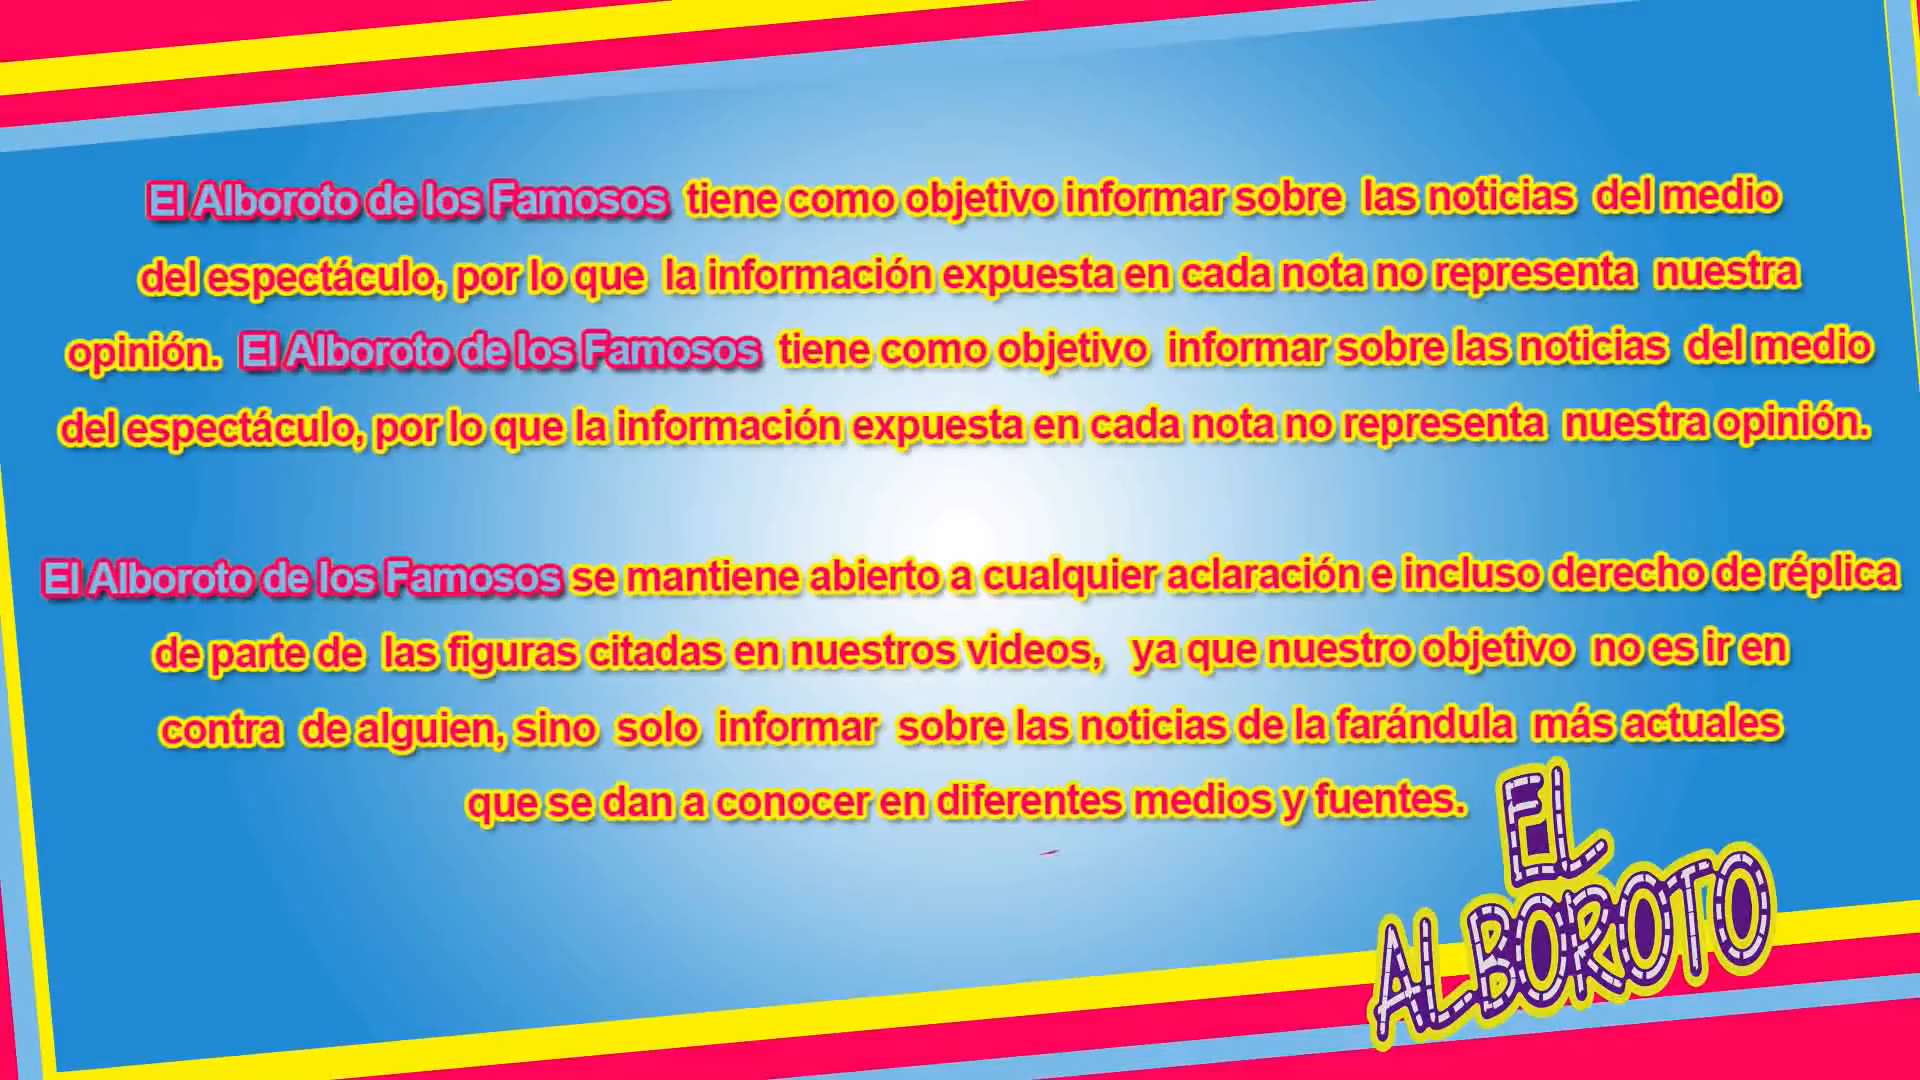 El Alboroto de los Famosos tiene como objetivo informar sobre las noticias del medio
del espectáculo, por lo que la información expuesta en cada nota no representa nuestra
opinión. El Alboroto de los Famosos tiene como objetivo informar sobre las noticias del medio
del espectáculo, por lo que la información expuesta en cada nota no representa nuestra opinión.
El Alboroto de los Famosos se mantiene abierto a cualquier aclaración e incluso derecho de réplica
de parte de las figuras citadas en nuestros videos, ya que nuestro objetivo no es ir en
contra de alguien, sino solo informar sobre las noticias de la farándula más actuales
que se dan a conocer en diferentes medios y fuentes.
EL
ALBOROTO